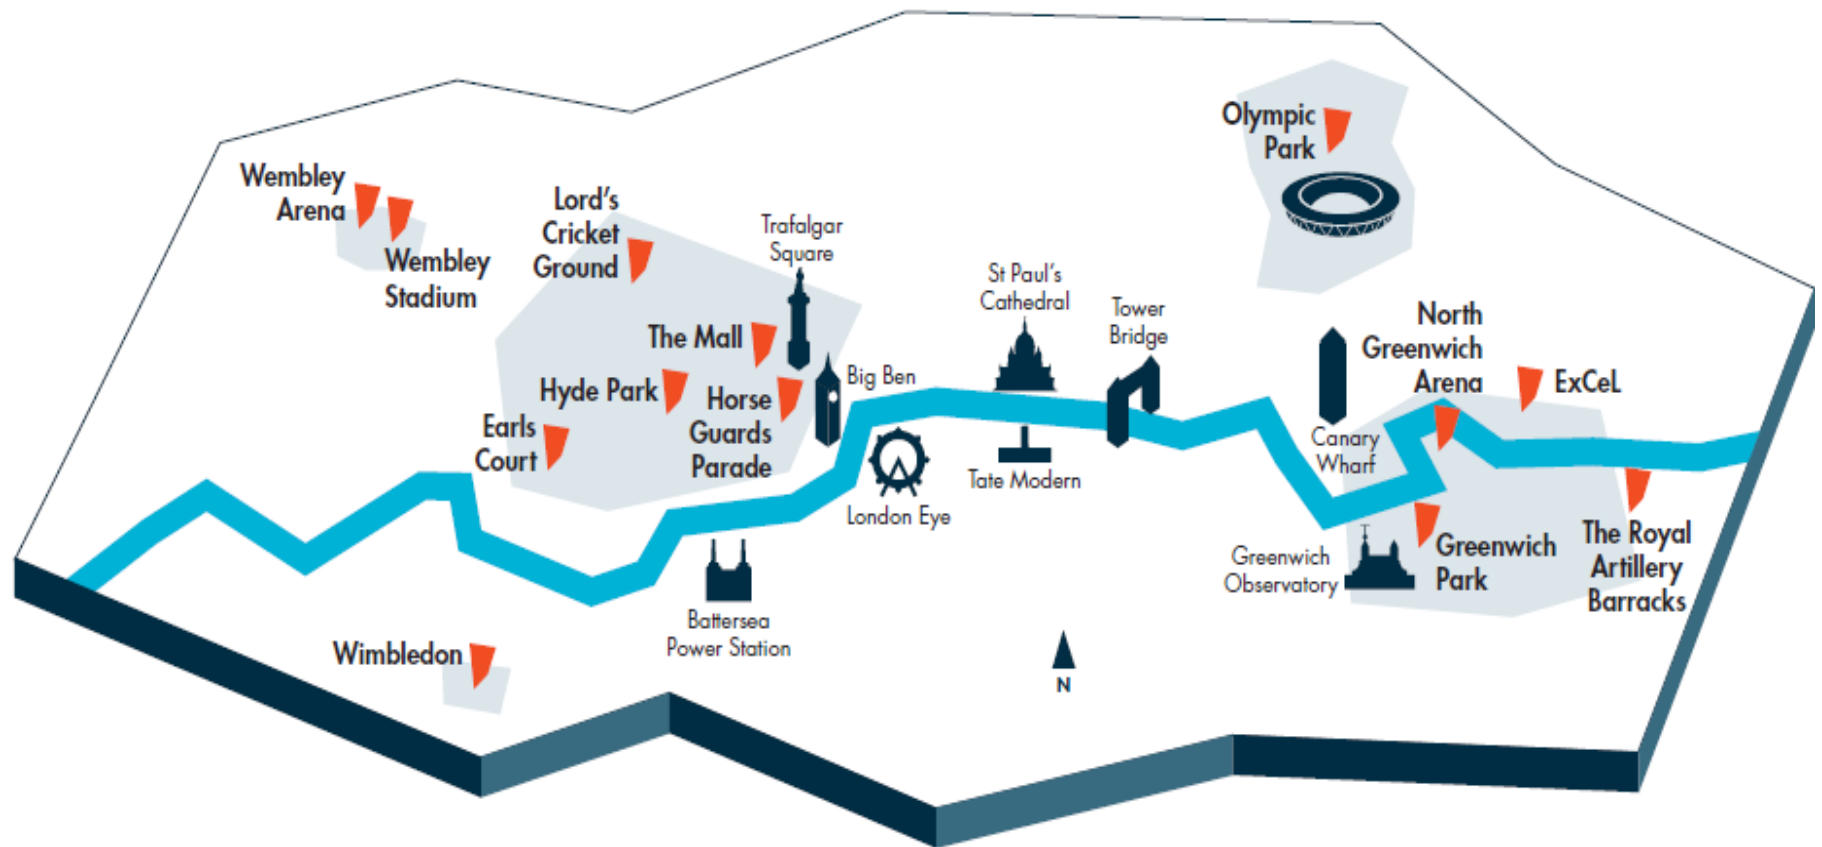 Olympic
Park
Wembley
Arena
Wembley
Stadium
Lord's
Cricket
Ground
Trafalgar
Square
St Paul's
Cathedral
Tower
Bridge
The Mall
North
Greenwich
Arena
ExCeL
Hyde Park
Horse
Guards
Parade
Big Ben
Earls
Court
Canary
Wharf
Tate Modern
London Eye
Greenwich
Observatory
Greenwich
Park
The Royal
Artillery
Barracks
Battersea
Power Station
Wimbledon
N